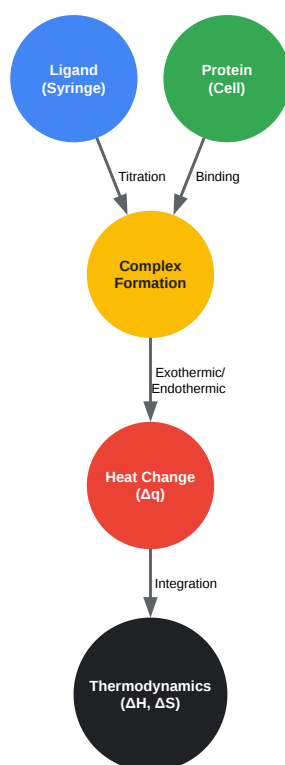 Ligand
(Syringe)
Protein
(Cell)
Titration
Binding
Complex
Formation
Exothermic/
Endothermic
Heat Change
(Δq)
Integration
Thermodynamics
(ΔH, ΔS)